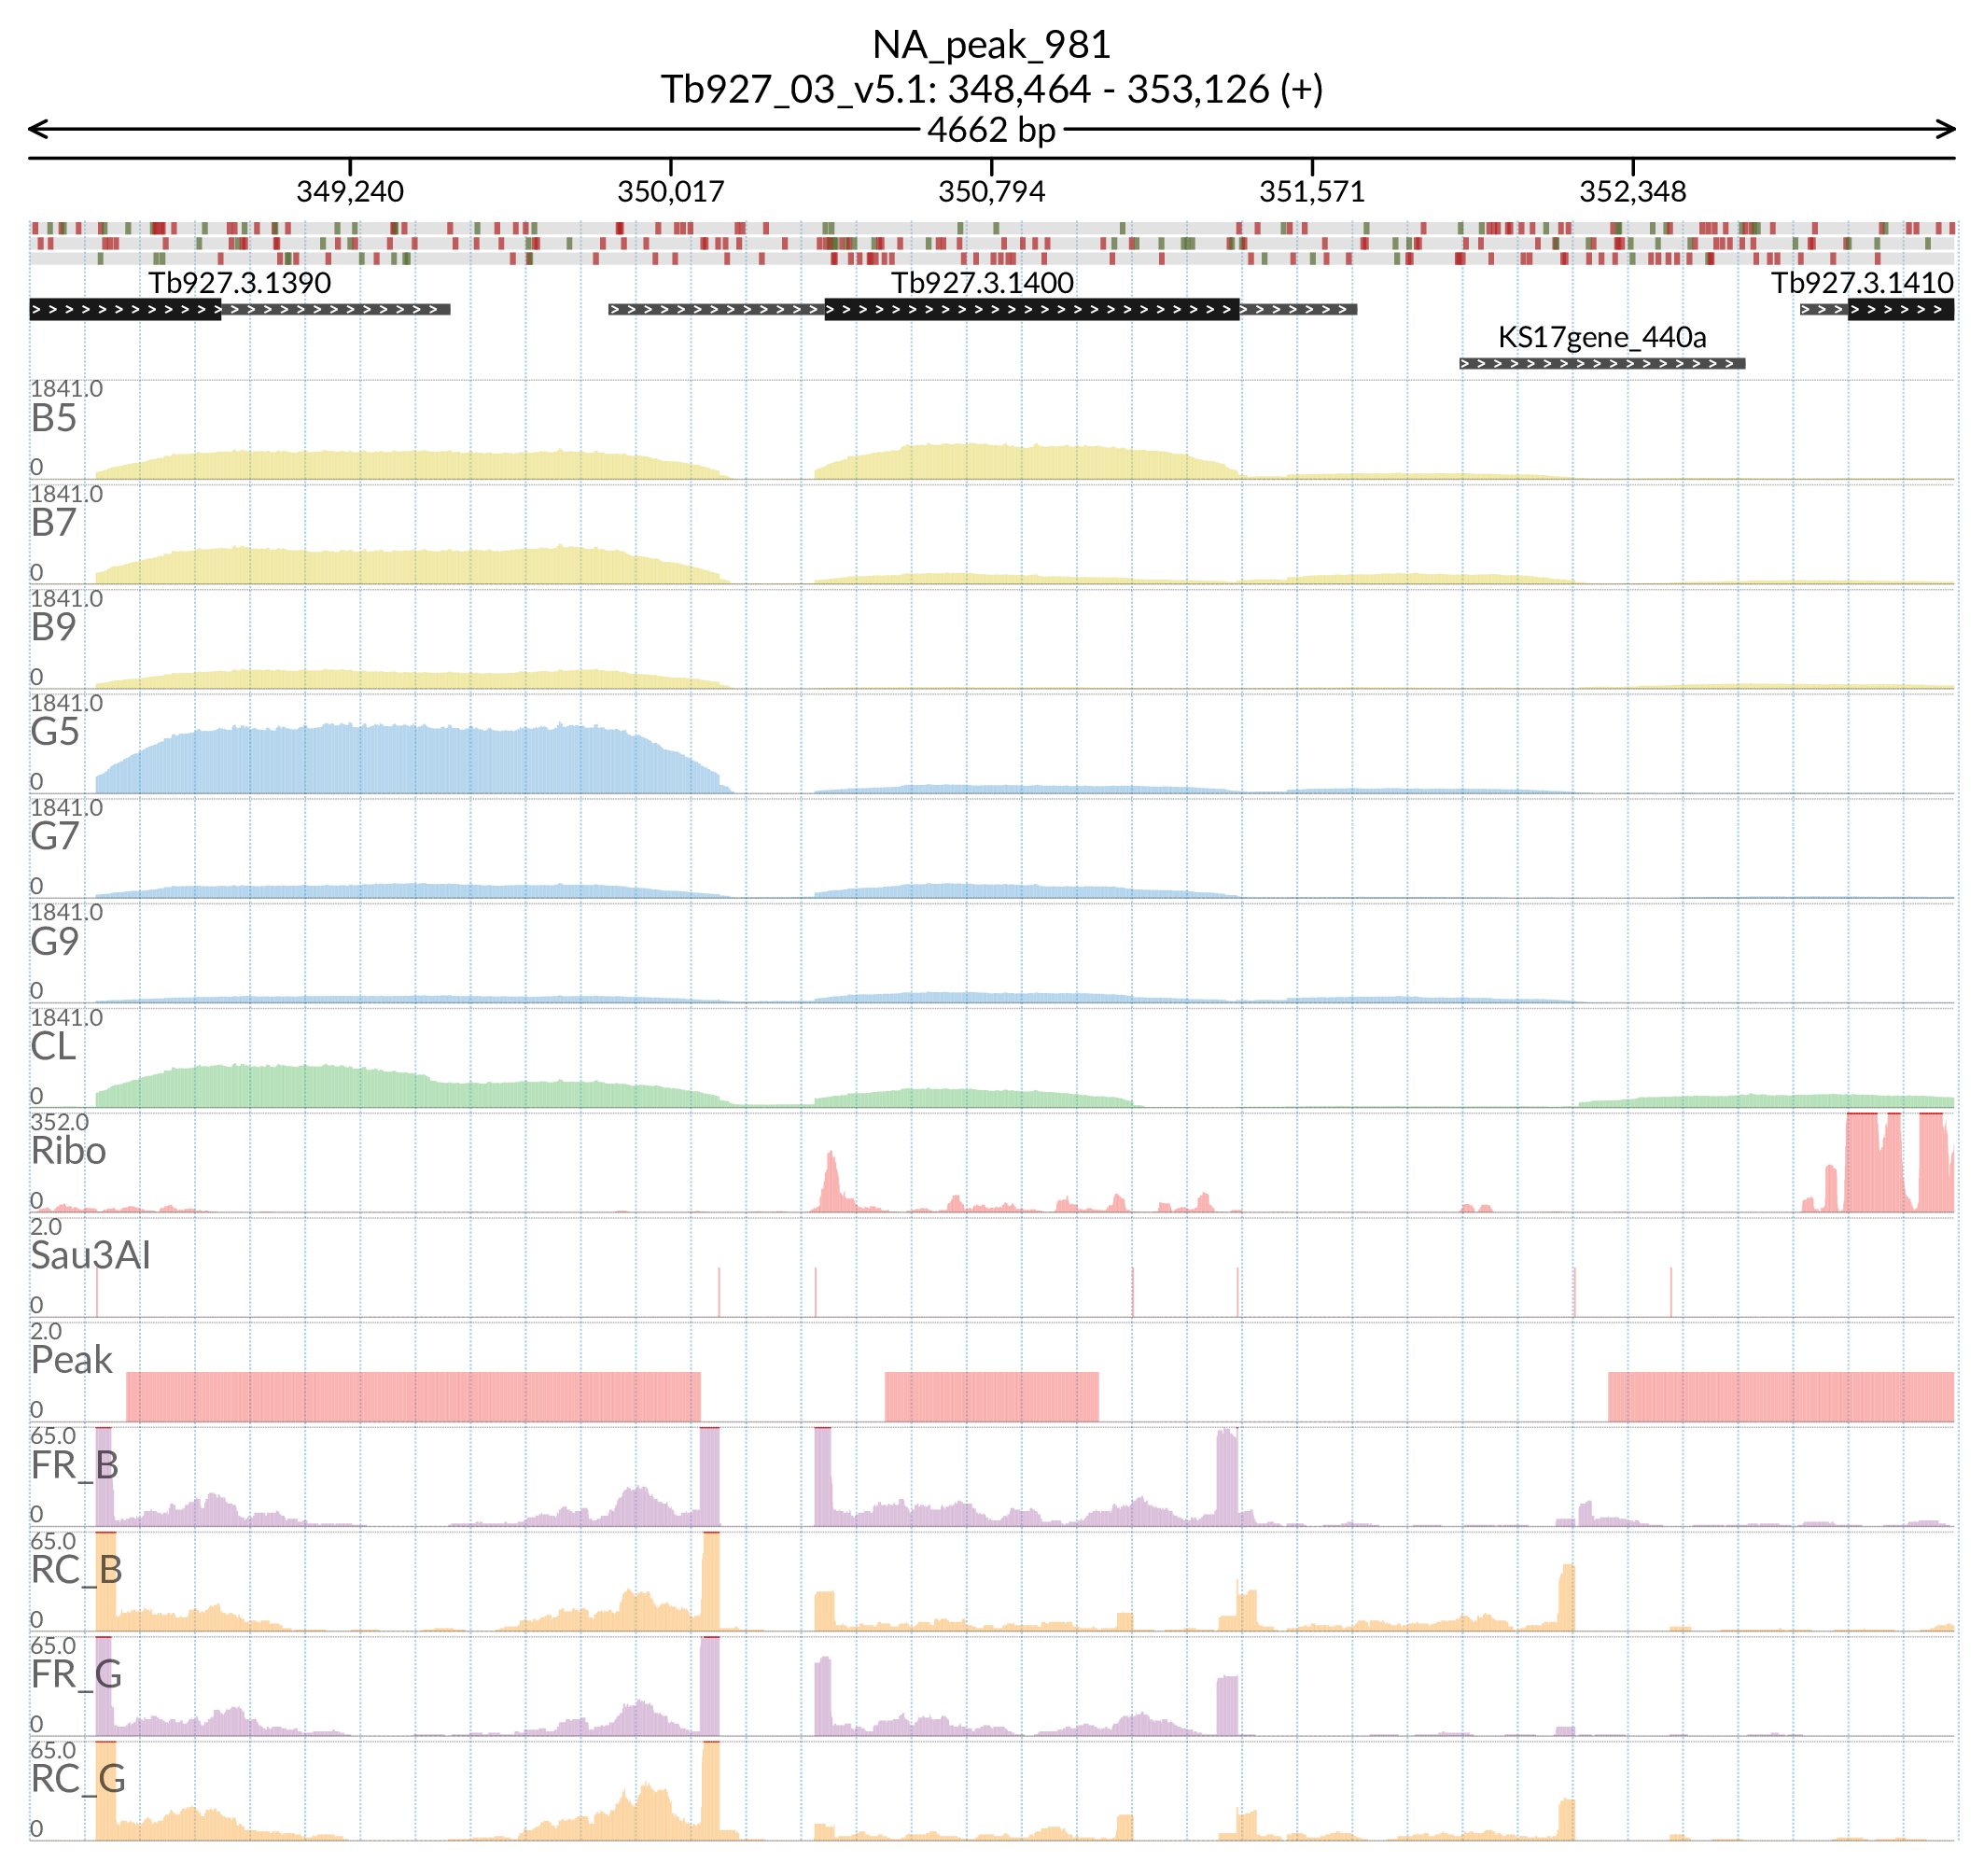 NA_peak_981
Tb927_03_v5.1: 348,464 - 353,126 (+)
4662 bp
349,240 350,017 350,794 351,571 352,348
Tb927.3.1390 Tb927.3.1400 Tb927.3.1410
KS17gene_440a
1841.0
B5
0
1841.0
B7
0
1841.0
B9
0
1841.0
G5
0
1841.0
G7
0
1841.0
G9
0
1841.0
CL
0
352.0
Ribo
0
2.0
Sau3AI
0
2.0
Peak
0
65.0
FR_B
0
65.0
RC_B
0
65.0
FR_G
0
65.0
RC_G
0